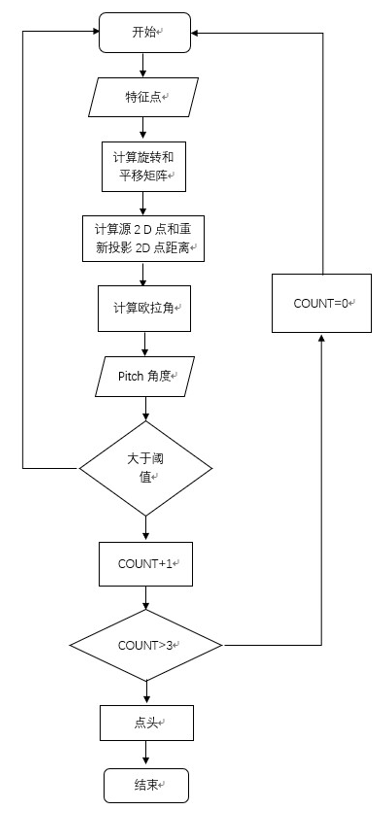 开始
特征点
计算旋转和
平移矩阵
计算源 2 D 点和重
新投影 2D 点距离
计算欧拉角
COUNT=0
Pitch 角度
大于阈
值
COUNT+1
COUNT>3
点头
结束